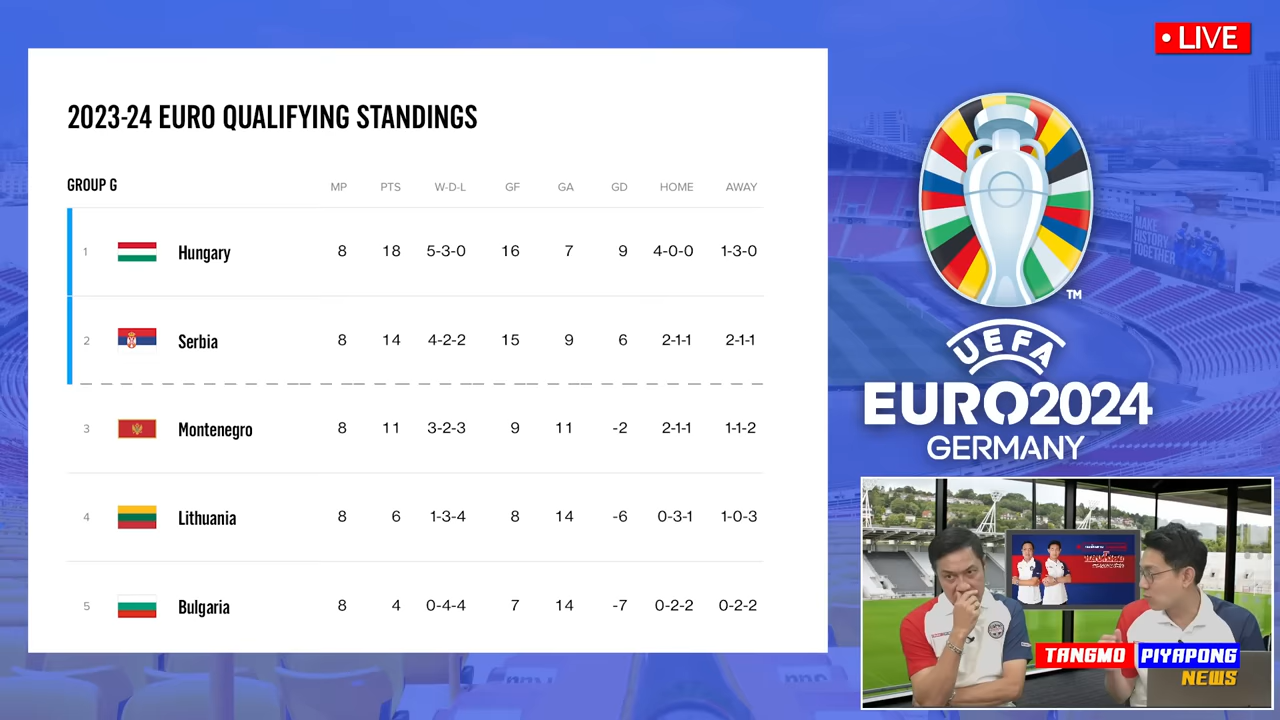 LIVE
2023-24 EURO QUALIFYING STANDINGS
GROUP G MP PTS W-D-L GF GA GD HOME AWAY
1 Hungary 8 18 5-3-0 16 7 9 4-0-0 1-3-0
2 Serbia 8 14 4-2-2 15 9 6 2-1-1 2-1-1
3 Montenegro 8 11 3-2-3 9 11 -2 2-1-1 1-1-2
4 Lithuania 8 6 1-3-4 8 14 -6 0-3-1 1-0-3
5 Bulgaria 8 4 0-4-4 7 14 -7 0-2-2 0-2-2
MAKE
HISTORY
TOGETHER
TM
UEFA
EURO2024
GERMANY
TANGMO PIYAPONG
NEWS